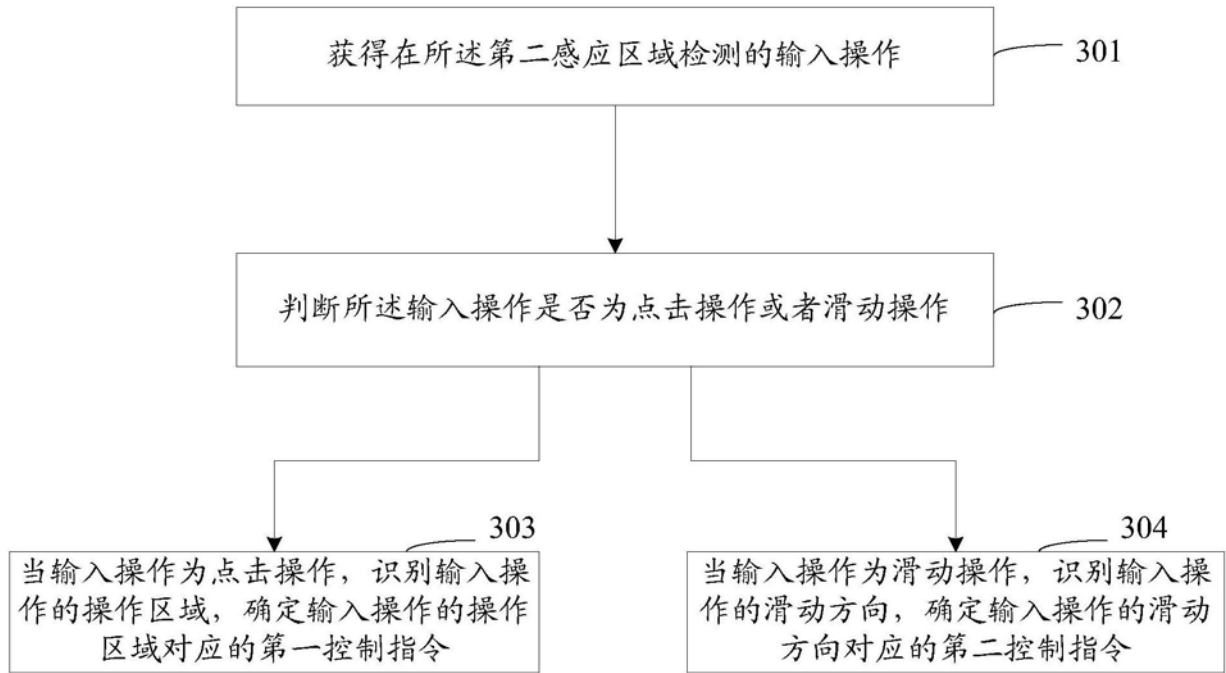 获得在所述第二感应区域检测的输入操作
301
判断所述输入操作是否为点击操作或者滑动操作
302
303
当输入操作为点击操作，识别输入操
作的操作区域，确定输入操作的操作
区域对应的第一控制指令
304
当输入操作为滑动操作，识别输入操
作的滑动方向，确定输入操作的滑动
方向对应的第二控制指令